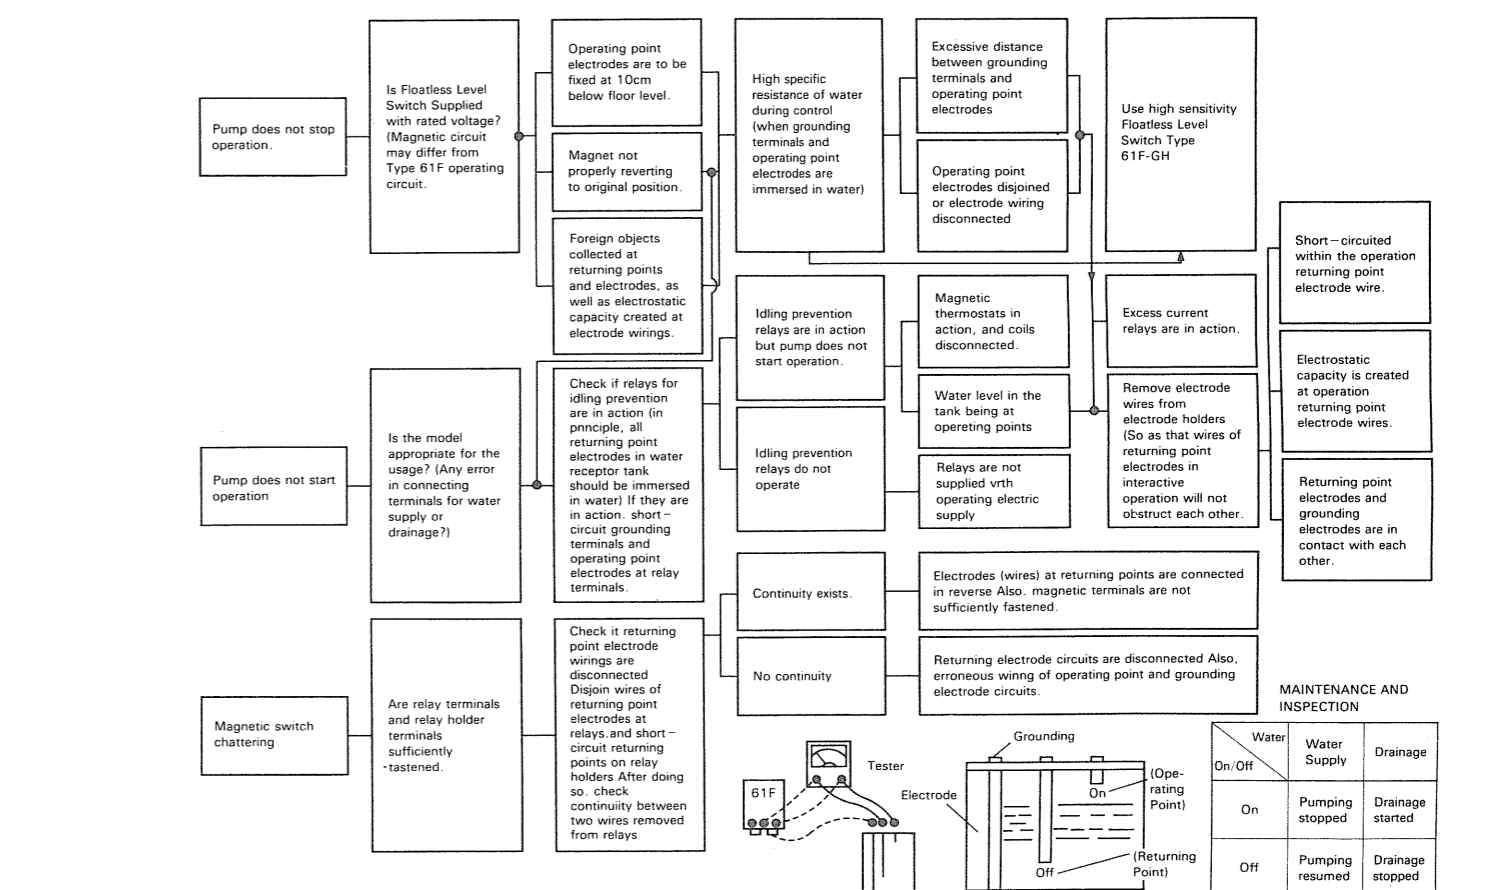 Pump does not stop
operation.
Is Floatless Level
Switch Supplied
with rated voltage?
(Magnetic circuit
may differ from
Type 61F operating
circuit.
Operating point
electrodes are to be
fixed at 10cm
below floor level.
Magnet not
properly reverting
to original position.
Foreign objects
collected at
returning points
and electrodes, as
well as electrostatic
capacity created at
electrode wirings.
High specific
resistance of water
during control
(when grounding
terminals and
operating point
electrodes are
immersed in water)
Excessive distance
between grounding
terminals and
operating point
electrodes
Operating point
electrodes disjoined
or electrode wiring
disconnected
Use high sensitivity
Floatless Level
Switch Type
61F-GH
Pump does not start
operation
Is the model
appropriate for the
usage? (Any error
in connecting
terminals for water
supply or
drainage?)
Check if relays for
idling prevention
are in action (in
pnnciple, all
returning point
electrodes in water
receptor tank
should be immersed
in water) If they are
in action. short–
circuit grounding
terminals and
operating point
electrodes at relay
terminals.
Idling prevention
relays are in action
but pump does not
start operation.
Idling prevention
relays do not
operate
Magnetic
thermostats in
action, and coils
disconnected.
Water level in the
tank being at
opereting points
Relays are not
supplied vrth
operating electric
supply
Excess current
relays are in action.
Remove electrode
wires from
electrode holders
(So as that wires of
returning point
electrodes in
interactive
operation will not
obstruct each other.
Short–circuited
within the operation
returning point
electrode wire.
Electrostatic
capacity is created
at operation
returning point
electrode wires.
Returning point
electrodes and
grounding
electrodes are in
contact with each
other.
Magnetic switch
chattering
Are relay terminals
and relay holder
terminals
sufficiently
tastened.
Check it returning
point electrode
wirings are
disconnected
Disjoin wires of
returning point
electrodes at
relays.and short–
circuit returning
points on relay
holders After doing
so. check
continuiity between
two wires removed
from relays
Continuity exists.
Electrodes (wires) at returning points are connected
in reverse Also. magnetic terminals are not
sufficiently fastened.
No continuity
Returning electrode circuits are disconnected Also,
erroneous winng of operating point and grounding
electrode circuits.
61F
Tester
Grounding
Electrode
On
(Ope-
rating
Point)
Off
(Returning
Point)
MAINTENANCE AND
INSPECTION
Water
On/Off
Water
Supply
Drainage
On
Pumping
stopped
Drainage
started
Off
Pumping
resumed
Drainage
stopped